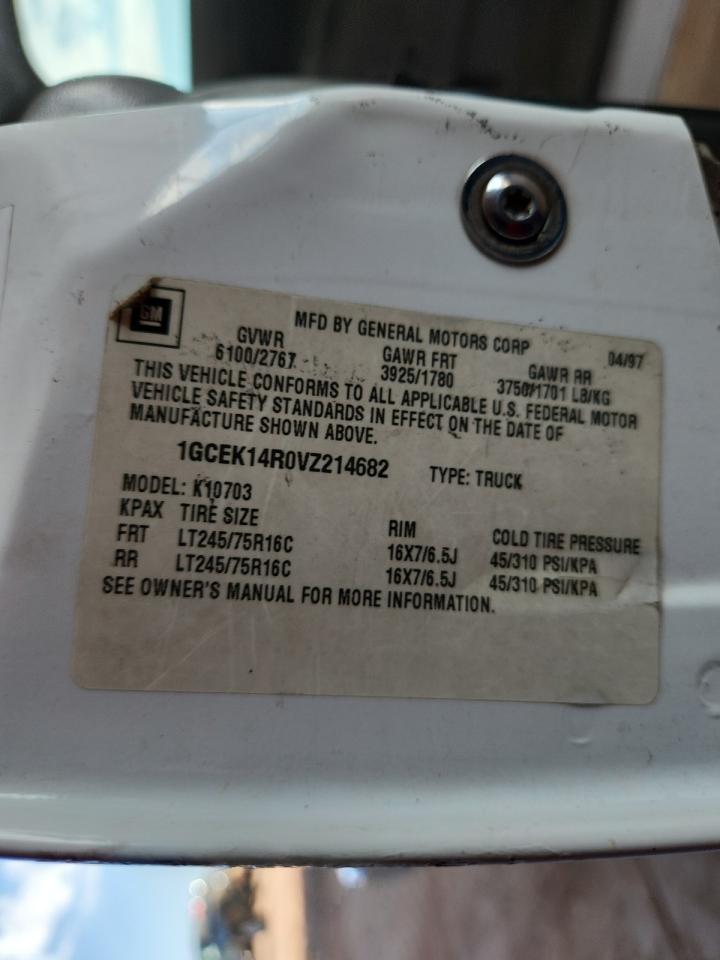 GM
MFD BY GENERAL MOTORS CORP 04/97
GVWR GAWR FRT GAWR RR
6100/2767 3925/1780 3750/1701 LB/KG
THIS VEHICLE CONFORMS TO ALL APPLICABLE U.S. FEDERAL MOTOR
VEHICLE SAFETY STANDARDS IN EFFECT ON THE DATE OF
MANUFACTURE SHOWN ABOVE.
1GCEK14R0VZ214682 TYPE: TRUCK
MODEL: K10703
KPAX TIRE SIZE RIM COLD TIRE PRESSURE
FRT LT245/75R16C 16X7/6.5J 45/310 PSI/KPA
RR LT245/75R16C 16X7/6.5J 45/310 PSI/KPA
SEE OWNER'S MANUAL FOR MORE INFORMATION.